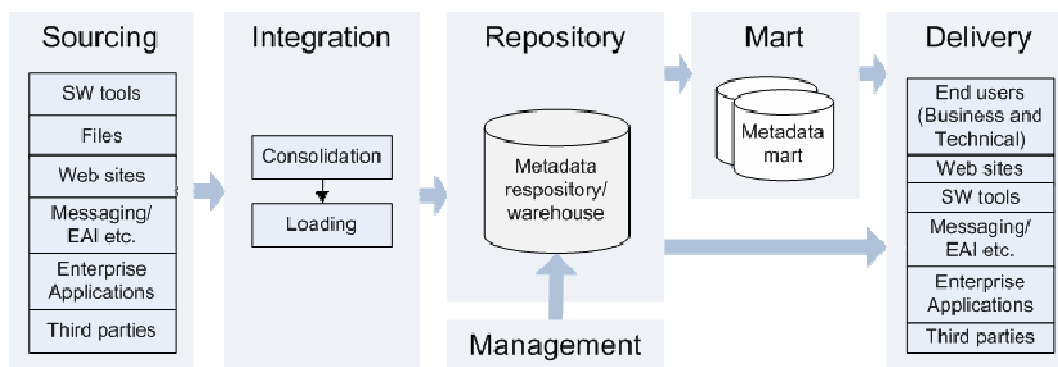 Sourcing
SW tools
Files
Web sites
Messaging/
EAI etc.
Enterprise
Applications
Third parties
Integration
Consolidation
Loading
Repository
Metadata
respository/
warehouse
Management
Mart
Metadata
mart
Delivery
End users
(Business and
Technical)
Web sites
SW tools
Messaging/
EAI etc.
Enterprise
Applications
Third parties